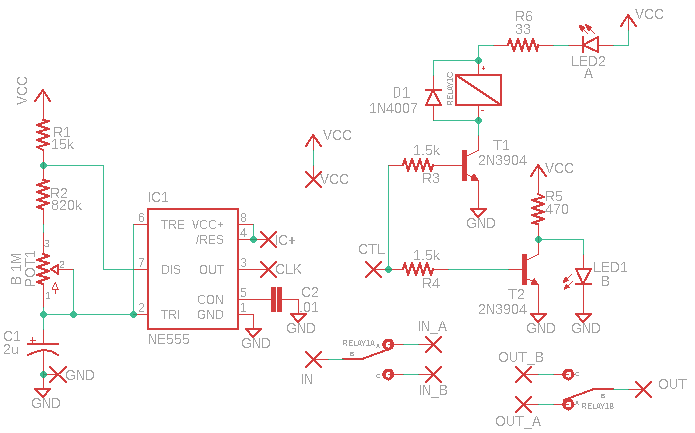 R6
33
VCC
LED2
A
VCC
D1
1N4007
RELAY1C
+
-
R1
15k
VCC
1.5k
R3
T1
2N3904
R2
820k
IC1
VCC
VCC
R5
470
GND
6 TRE VCC+ 8
/RES 4
IC+
CTL
3
B 1M
POT1
2
1
7 DIS OUT 3
CLK
1.5k
R4
T2
2N3904
LED1
B
CON 5
C2
.01
2 TRI GND 1
GND
GND
GND
GND
NE555
C1
+
2u
GND
GND
RELAY1A
A
B
C
IN
IN_A
IN_B
OUT_B
C
OUT_A
A
B
RELAY1B
OUT